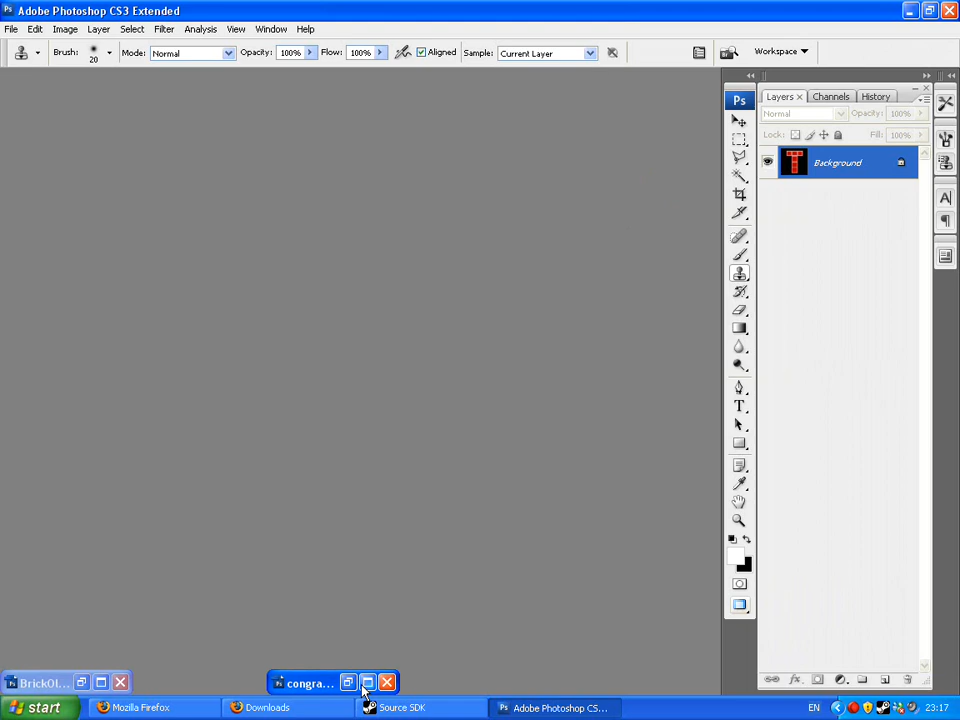 Adobe Photoshop CS3 Extended
File Edit Image Layer Select Filter Analysis View Window Help
Brush: 20 Mode: Normal Opacity: 100% Flow: 100% Aligned Sample: Current Layer Workspace
Ps
Layers Channels History
Normal Opacity: 100%
Lock: Fill: 100%
T Background
BrickOl... congra...
start Mozilla Firefox Downloads Source SDK Adobe Photoshop CS... EN 23:17